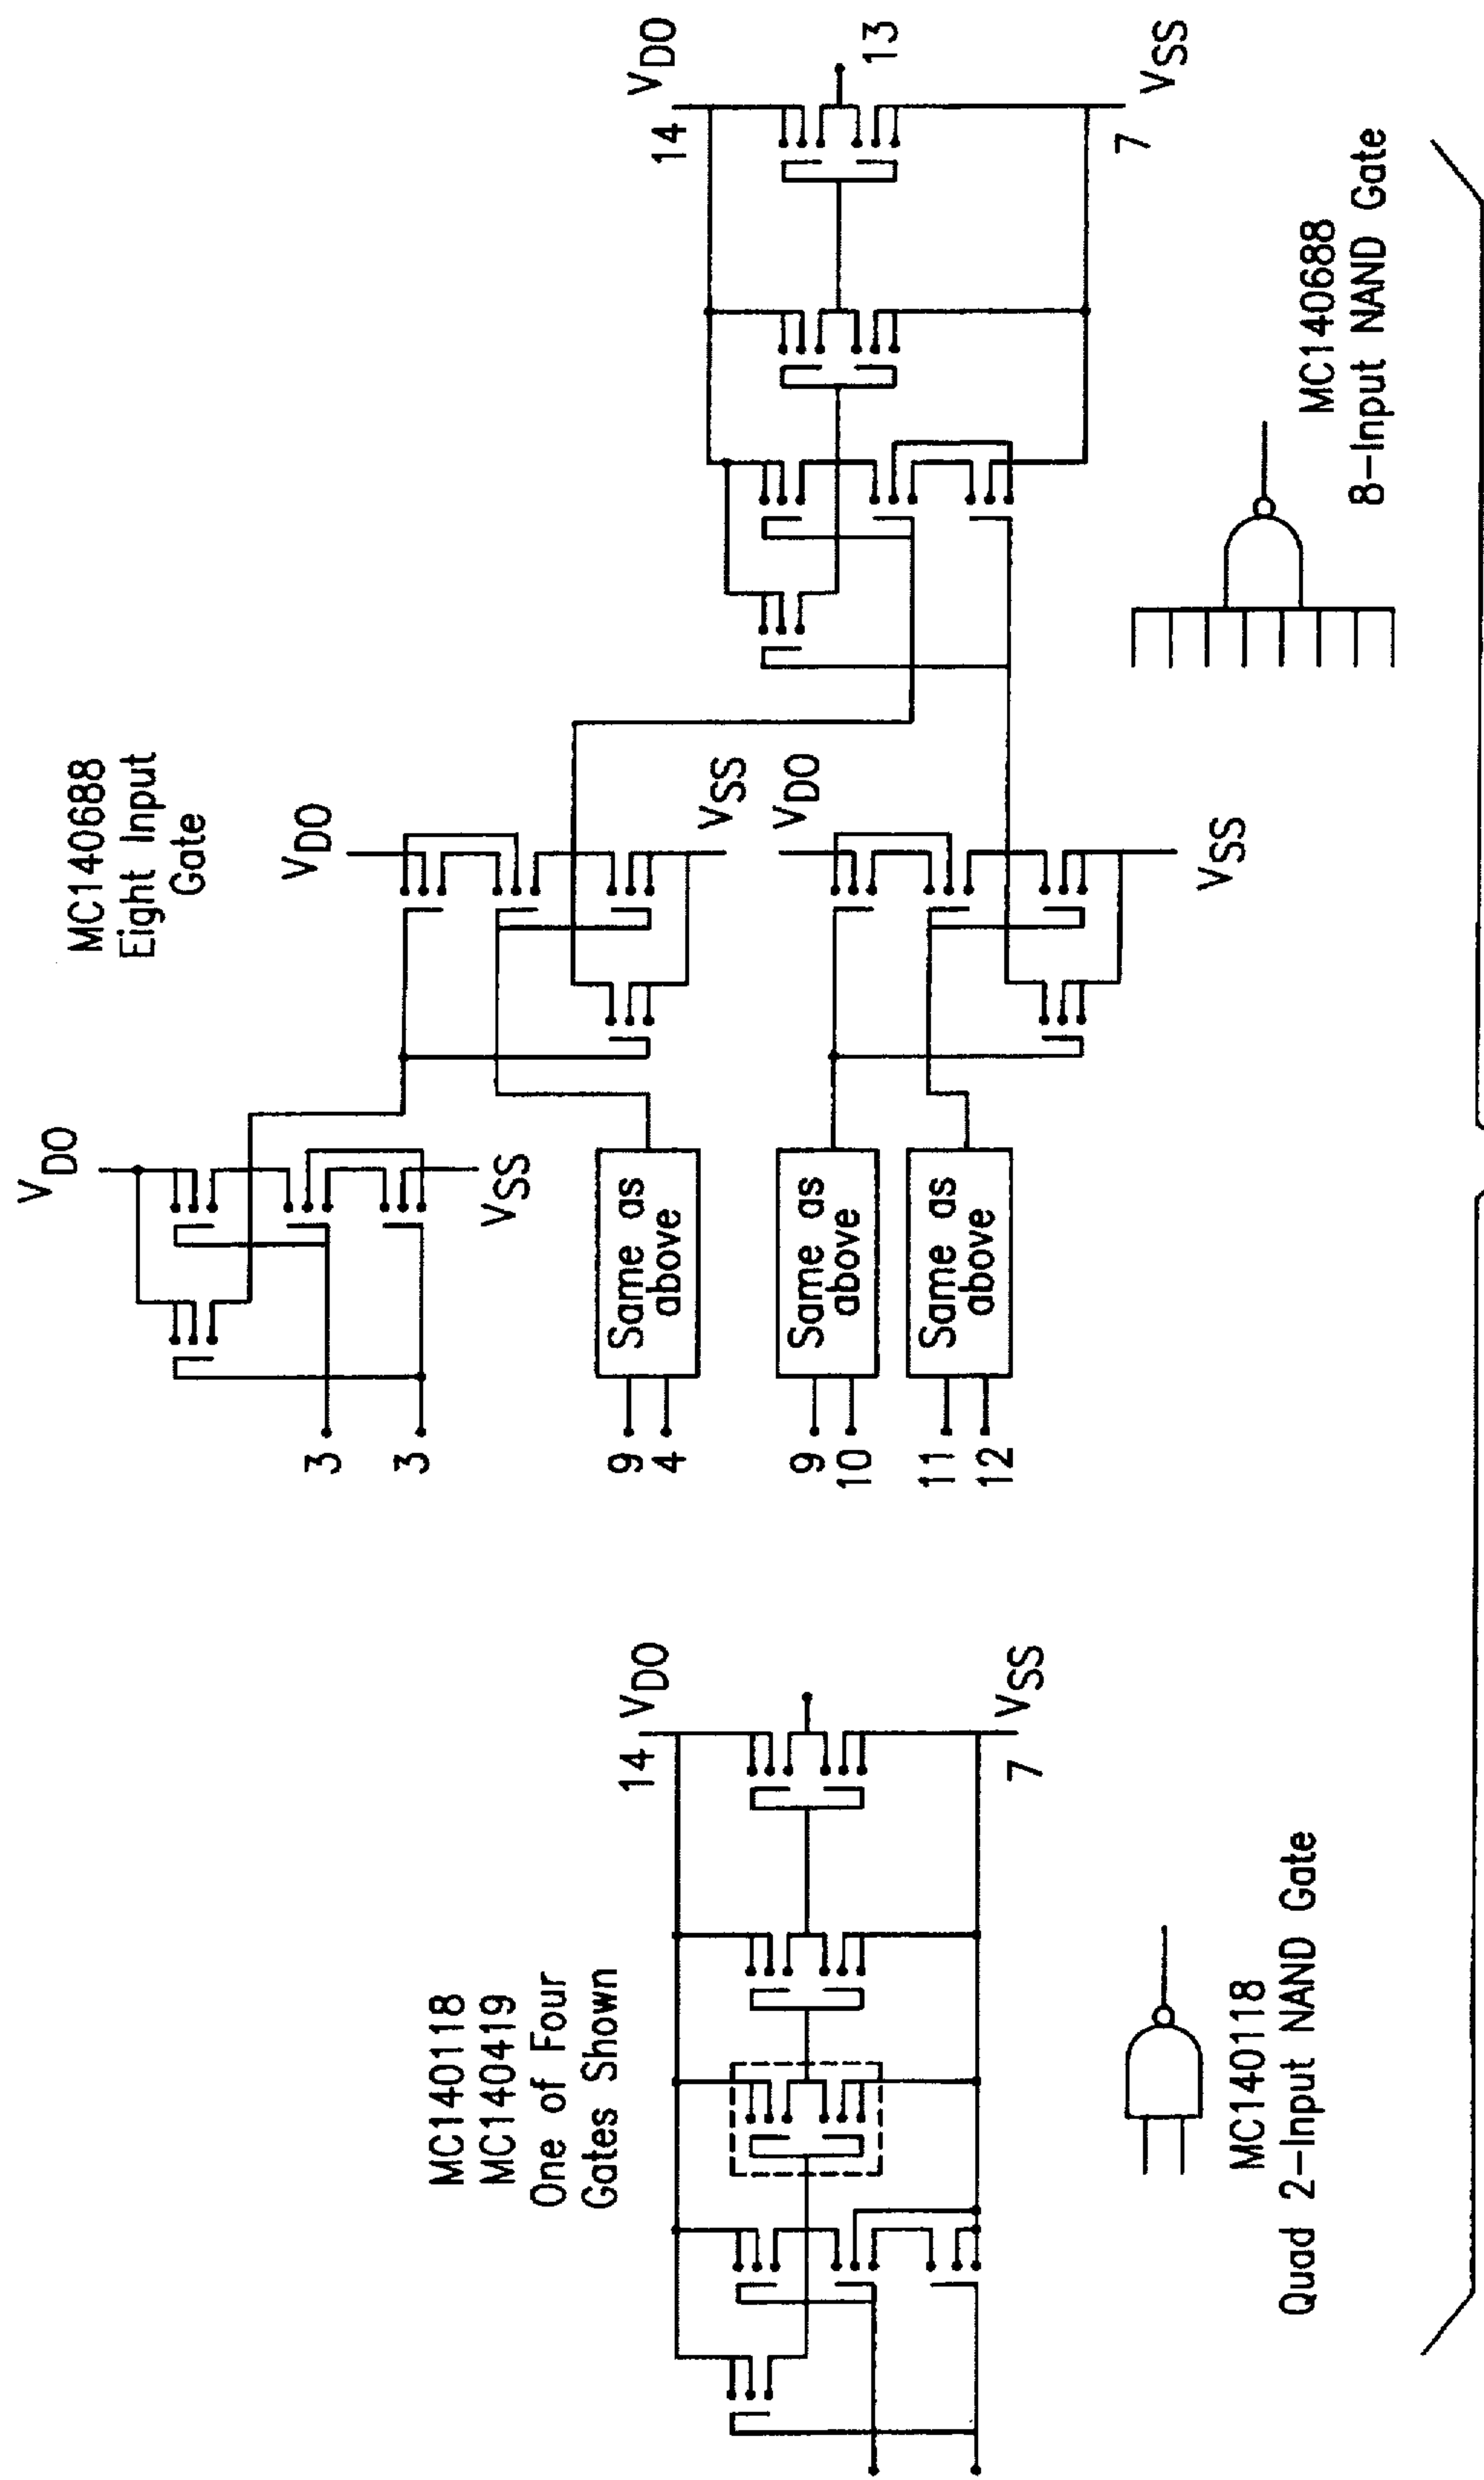 MC140118
MC140419
One of Four
Gates Shown
14
VDO
7
VSS
MC140118
Quad 2-Input NAND Gate
MC140688
Eight Input
Gate
VDO
3
3
VSS
VDO
VSS
9
4
Same as
above
9
10
Same as
above
11
12
Same as
above
VDO
VSS
14
VDO
13
7
VSS
MC140688
8-Input NAND Gate